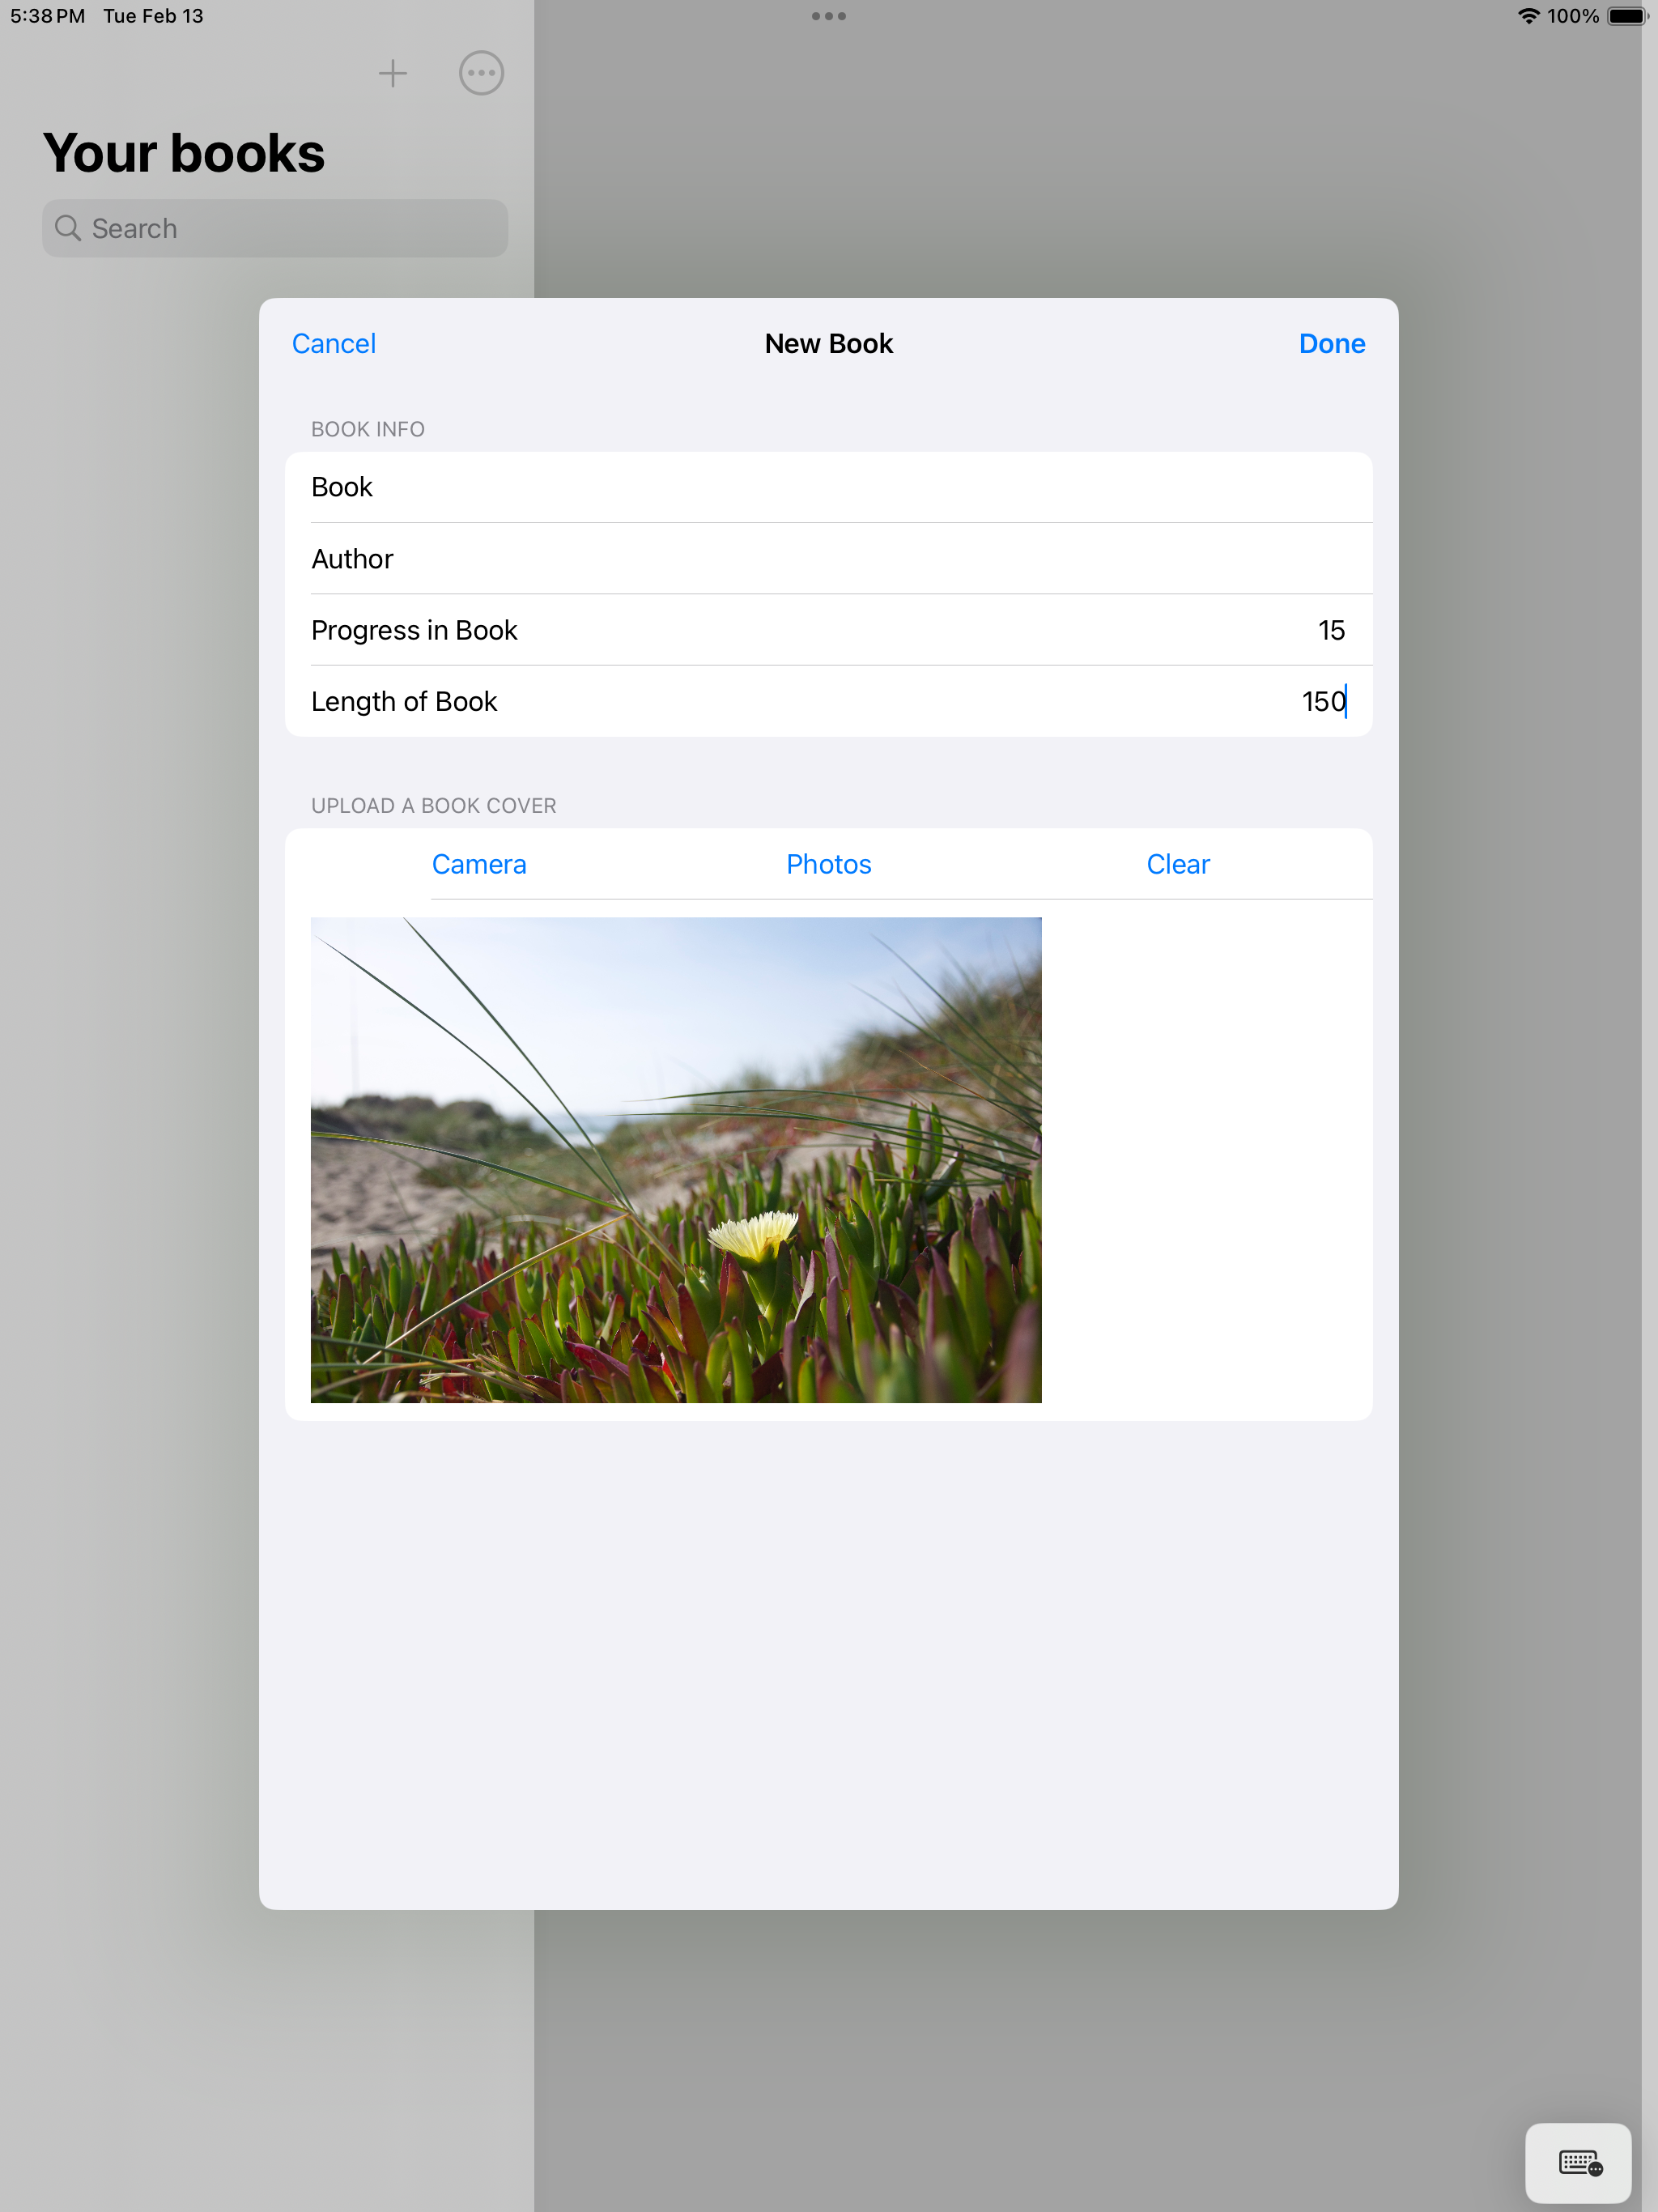 5:38 PM Tue Feb 13 100%
Your books
Search
Cancel New Book Done
BOOK INFO
Book
Author
Progress in Book 15
Length of Book 150
UPLOAD A BOOK COVER
Camera Photos Clear